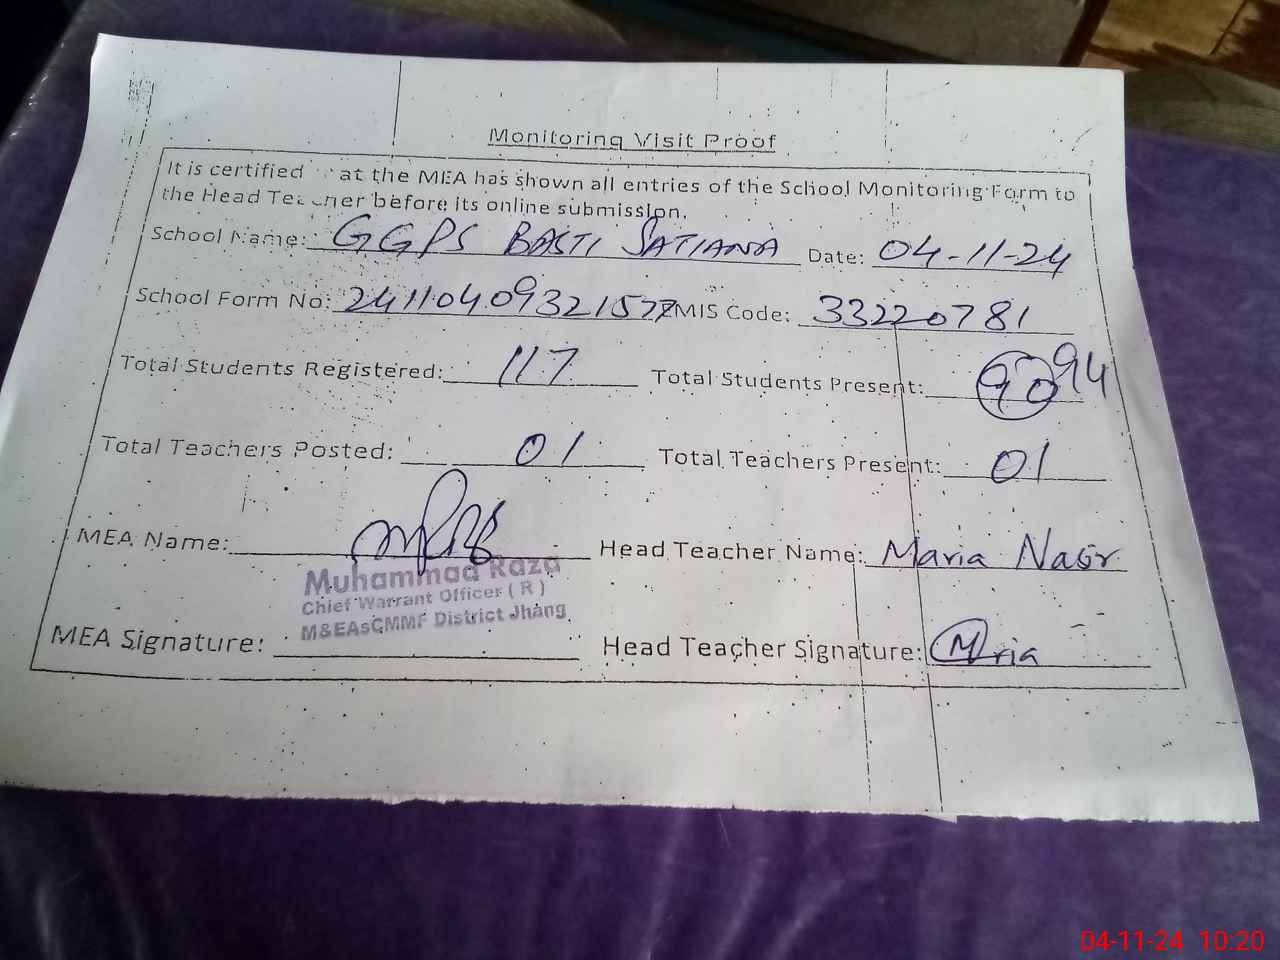 Monitoring Visit Proof
It is certified at the MEA has shown all entries of the School Monitoring Form to
the Head Teacher before its online submission.
School Name: GGPS BASTI SATIANA Date: 04-11-24
School Form No: 241104093215 MIS Code: 33220781
Total Students Registered: 117 Total Students Present: 90 94
Total Teachers Posted: 01 Total Teachers Present: 01
MEA Name: Head Teacher Name: Maria Nasir
Muhammad Raza
Chief Warrant Officer (R)
M&EAsCMMF District Jhang
MEA Signature: Head Teacher Signature: Maria
04-11-24 10:20